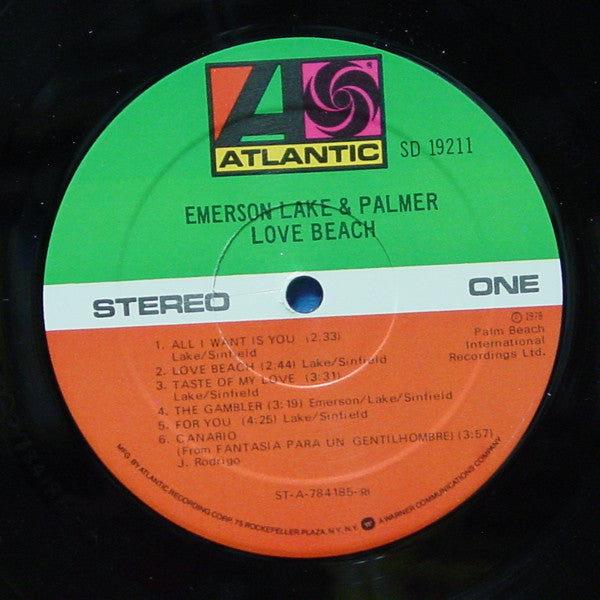 ATLANTIC
SD 19211
EMERSON LAKE & PALMER
LOVE BEACH
STEREO
ONE
℗ 1978
Palm Beach
International
Recordings Ltd.
1. ALL I WANT IS YOU (2:33)
Lake/Sinfield
2. LOVE BEACH (2:44) Lake/Sinfield
3. TASTE OF MY LOVE (3:31)
Lake/Sinfield
4. THE GAMBLER (3:19) Emerson/Lake/Sinfield
5. FOR YOU (4:25) Lake/Sinfield
6. CANARIO
(From FANTASIA PARA UN GENTILHOMBRE) (3:57)
J. Rodrigo
ST-A-784185-RI
MFG. BY ATLANTIC RECORDING CORP. 75 ROCKEFELLER PLAZA, N.Y. N.Y. A WARNER COMMUNICATIONS COMPANY